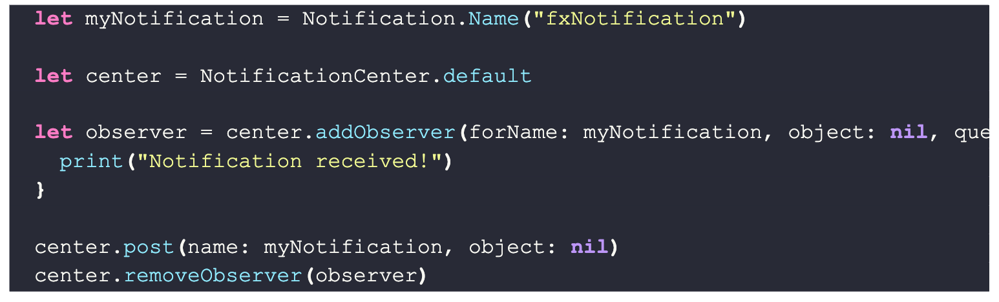 let myNotification = Notification.Name("fxNotification")
let center = NotificationCenter.default
let observer = center.addObserver(forName: myNotification, object: nil, que
print("Notification received!")
}
center.post(name: myNotification, object: nil)
center.removeObserver(observer)